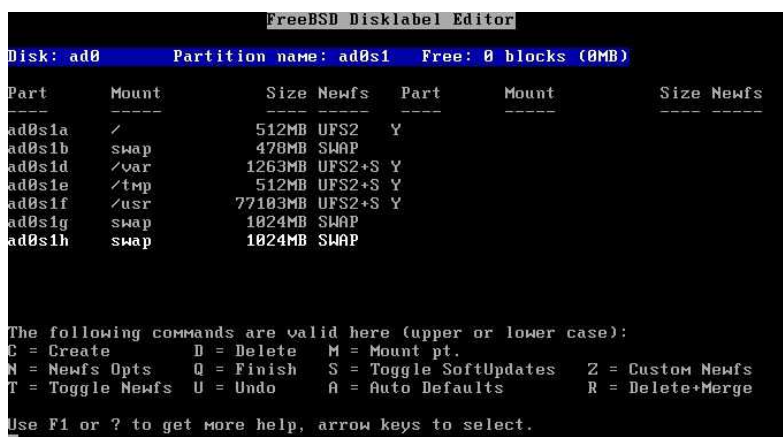 FreeBSD Disklabel Editor
Disk: ad0 Partition name: ad0s1 Free: 0 blocks (0MB)
Part Mount Size Newfs Part Mount Size Newfs
---- ----- ---- ----- ---- ----- ---- -----
ad0s1a / 512MB UFS2 Y
ad0s1b swap 478MB SWAP
ad0s1d /var 1263MB UFS2+S Y
ad0s1e /tmp 512MB UFS2+S Y
ad0s1f /usr 77103MB UFS2+S Y
ad0s1g swap 1024MB SWAP
ad0s1h swap 1024MB SWAP
The following commands are valid here (upper or lower case):
C = Create D = Delete M = Mount pt.
N = Newfs Opts Q = Finish S = Toggle SoftUpdates Z = Custom Newfs
T = Toggle Newfs U = Undo A = Auto Defaults R = Delete+Merge
Use F1 or ? to get more help, arrow keys to select.